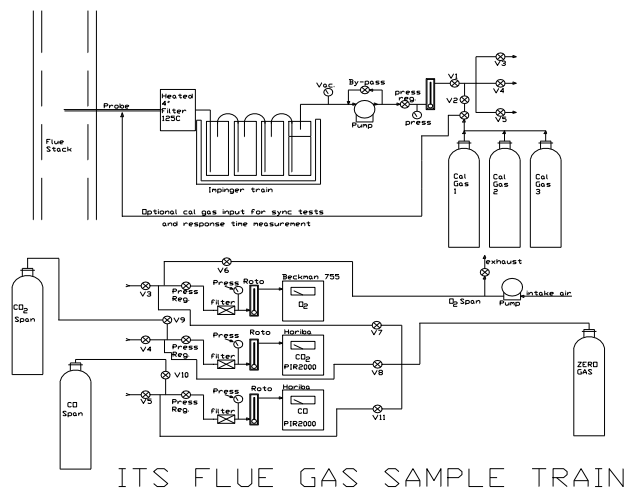 Probe
Heated
4"
Filter
125C
Flue
Stack
Impinger train
Vac.
By-pass
Pump
press
reg.
press
V1
V2
V3
V4
V5
Cal
Gas
1
Cal
Gas
2
Cal
Gas
3
Optional cal gas input for sync tests
and response time measurement
CO2
Span
V6
V3
Press
Reg.
Press
filter
Roto
Beckman 755
O2
exhaust
O2 Span
Pump
intake air
V9
V7
V4
Press
Reg.
Press
filter
Roto
Horiba
CO2
PIR2000
V8
ZERO
GAS
CO
Span
V10
V5
Press
Reg.
Press
filter
Roto
Horiba
CO
PIR2000
V11
ITS FLUE GAS SAMPLE TRAIN